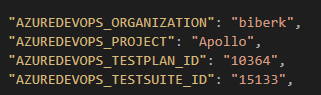 "AZUREDEVOPS_ORGANIZATION": "biberk",
"AZUREDEVOPS_PROJECT": "Apollo",
"AZUREDEVOPS_TESTPLAN_ID": "10364",
"AZUREDEVOPS_TESTSUITE_ID": "15133",